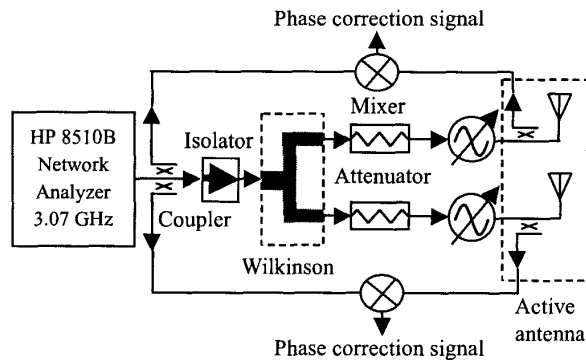 Phase correction signal
Mixer
HP 8510B
Network
Analyzer
3.07 GHz
Isolator
Attenuator
Coupler
Wilkinson
Active
antenna
Phase correction signal